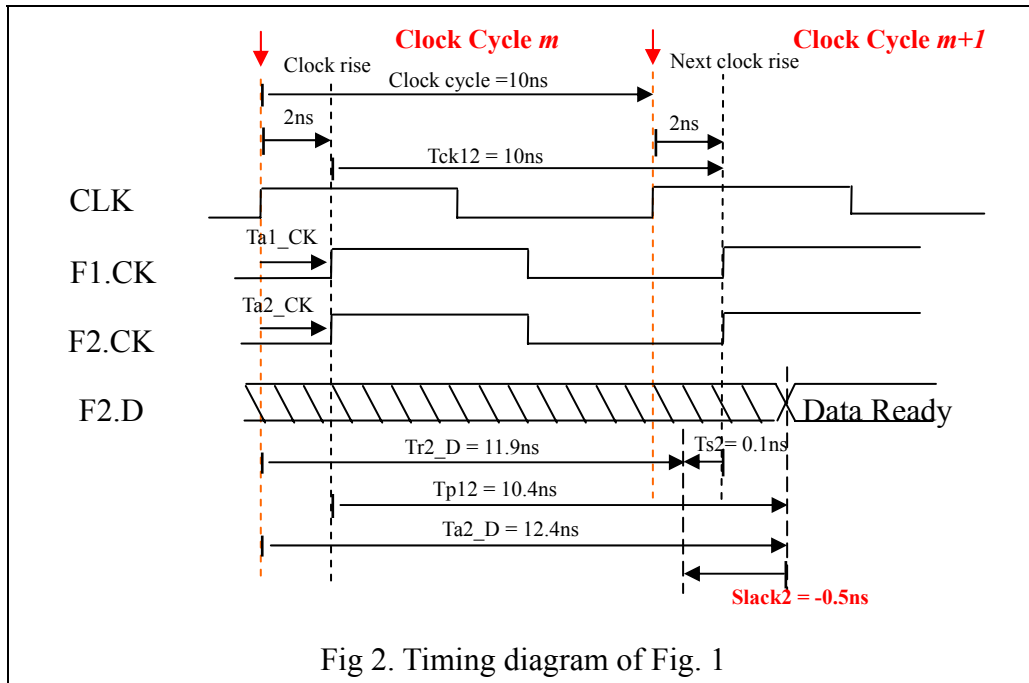 Clock Cycle m
Clock Cycle m+1
Clock rise
Next clock rise
Clock cycle =10ns
2ns
2ns
Tck12 = 10ns
CLK
Ta1_CK
F1.CK
Ta2_CK
F2.CK
F2.D
Data Ready
Tr2_D = 11.9ns
Ts2= 0.1ns
Tp12 = 10.4ns
Ta2_D = 12.4ns
Slack2 = -0.5ns
Fig 2. Timing diagram of Fig. 1